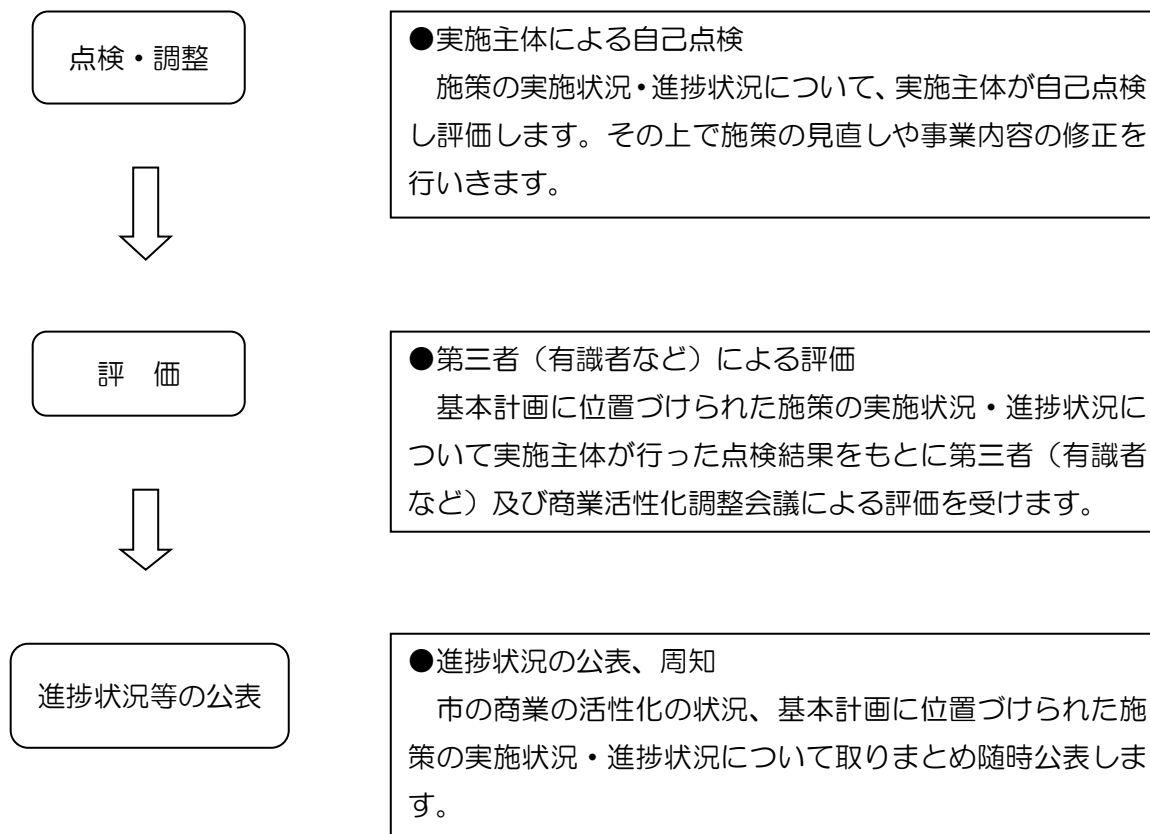 点検・調整
●実施主体による自己点検
施策の実施状況・進捗状況について、実施主体が自己点検
し評価します。その上で施策の見直しや事業内容の修正を
行いきます。
評　価
●第三者（有識者など）による評価
基本計画に位置づけられた施策の実施状況・進捗状況に
ついて実施主体が行った点検結果をもとに第三者（有識者
など）及び商業活性化調整会議による評価を受けます。
進捗状況等の公表
●進捗状況の公表、周知
市の商業の活性化の状況、基本計画に位置づけられた施
策の実施状況・進捗状況について取りまとめ随時公表しま
す。